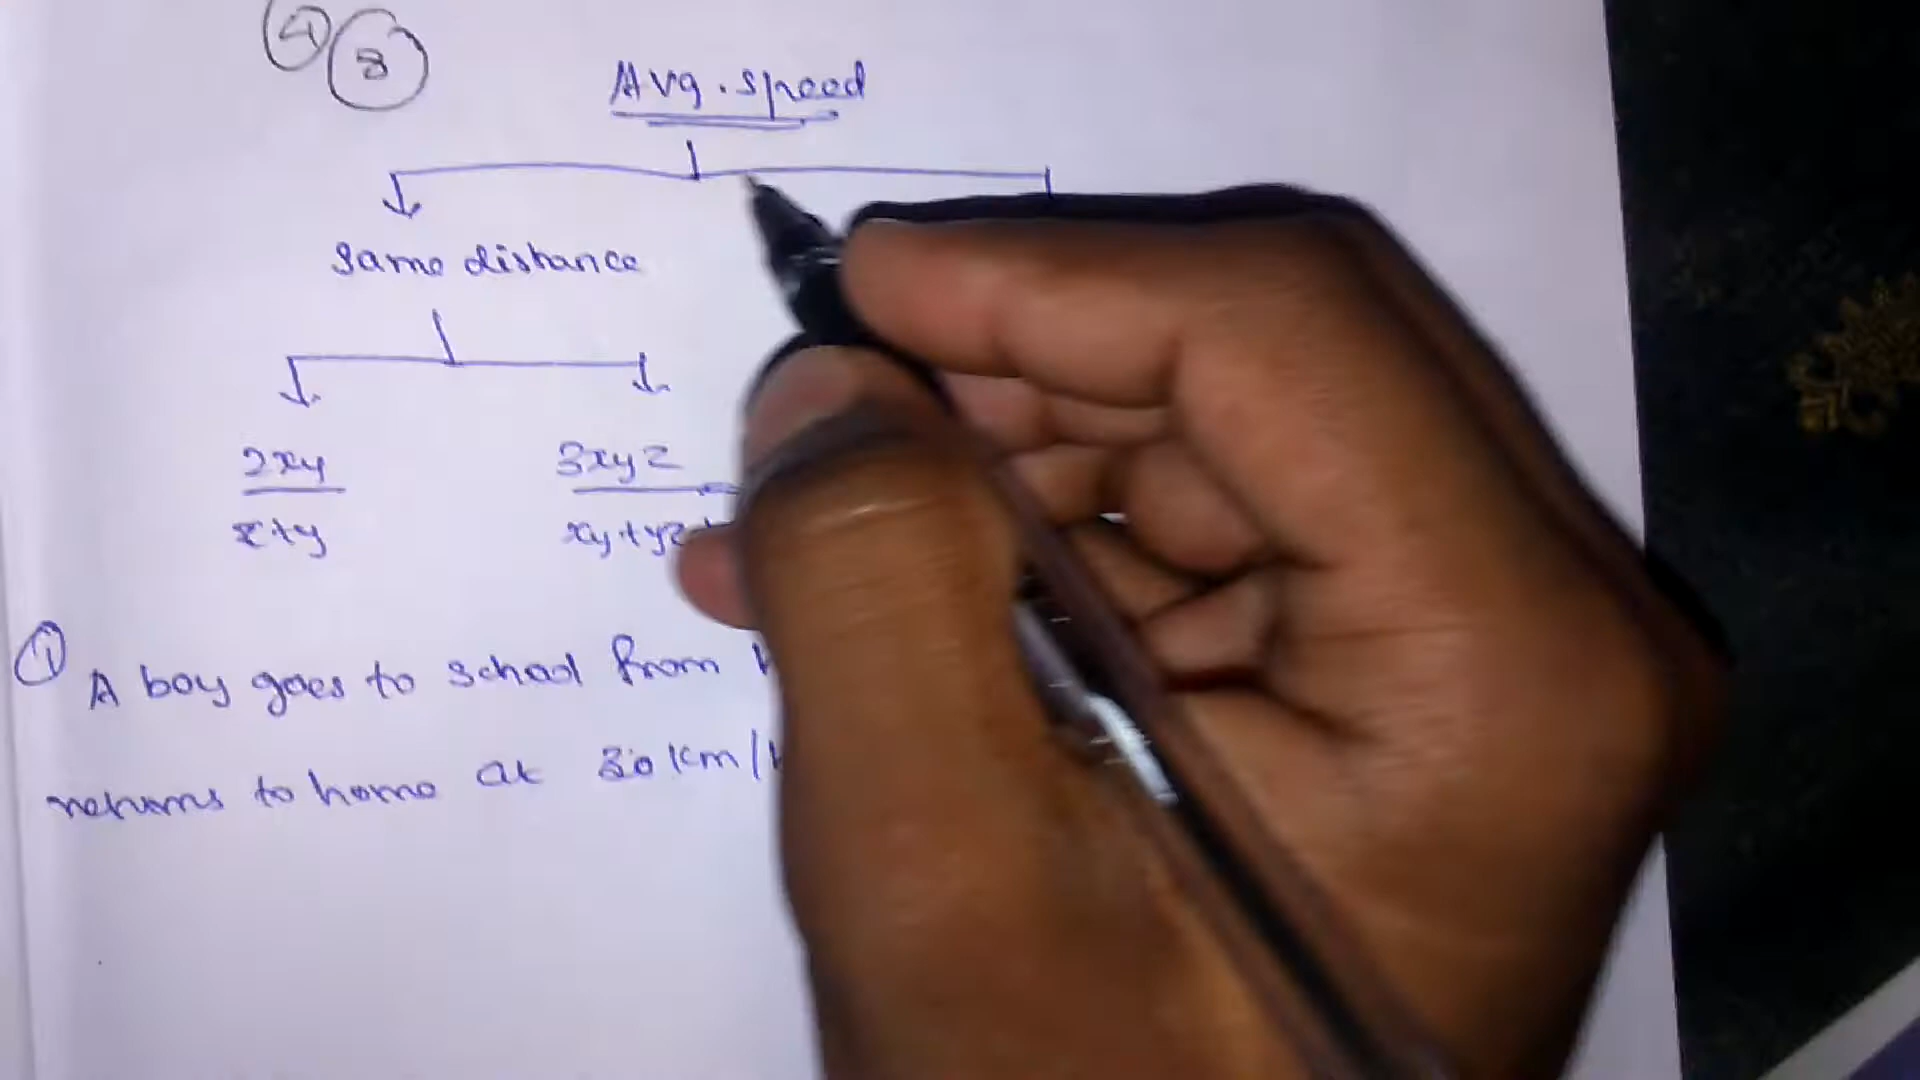 4 8
Avg. speed
Same distance
2xy 3xyz
x+y xy+yz+
① A boy goes to school from
returns to home at 30 km/h